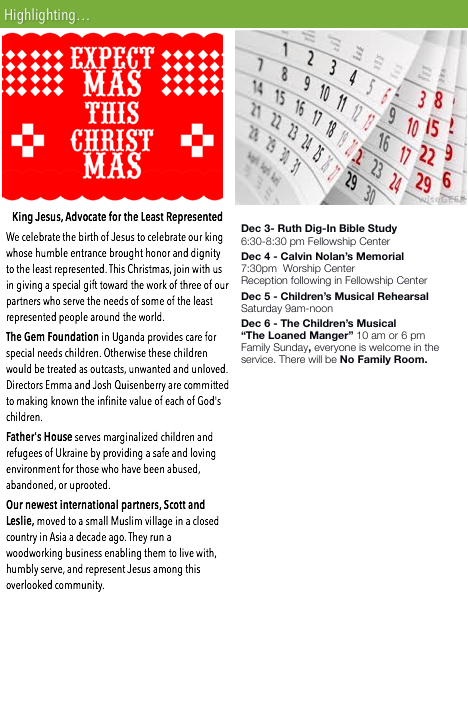 Highlighting…
EXPECT
MÁS
THIS
CHRIST
MAS
King Jesus, Advocate for the Least Represented
We celebrate the birth of Jesus to celebrate our king
whose humble entrance brought honor and dignity
to the least represented. This Christmas, join with us
in giving a special gift toward the work of three of our
partners who serve the needs of some of the least
represented people around the world.
The Gem Foundation in Uganda provides care for
special needs children. Otherwise these children
would be treated as outcasts, unwanted and unloved.
Directors Emma and Josh Quisenberry are committed
to making known the infinite value of each of God's
children.
Father's House serves marginalized children and
refugees of Ukraine by providing a safe and loving
environment for those who have been abused,
abandoned, or uprooted.
Our newest international partners, Scott and
Leslie, moved to a small Muslim village in a closed
country in Asia a decade ago. They run a
woodworking business enabling them to live with,
humbly serve, and represent Jesus among this
overlooked community.
wiseGEEK
Dec 3- Ruth Dig-In Bible Study
6:30-8:30 pm Fellowship Center
Dec 4 - Calvin Nolan’s Memorial
7:30pm  Worship Center
Reception following in Fellowship Center
Dec 5 - Children’s Musical Rehearsal
Saturday 9am-noon
Dec 6 - The Children’s Musical
“The Loaned Manger” 10 am or 6 pm
Family Sunday, everyone is welcome in the
service. There will be No Family Room.